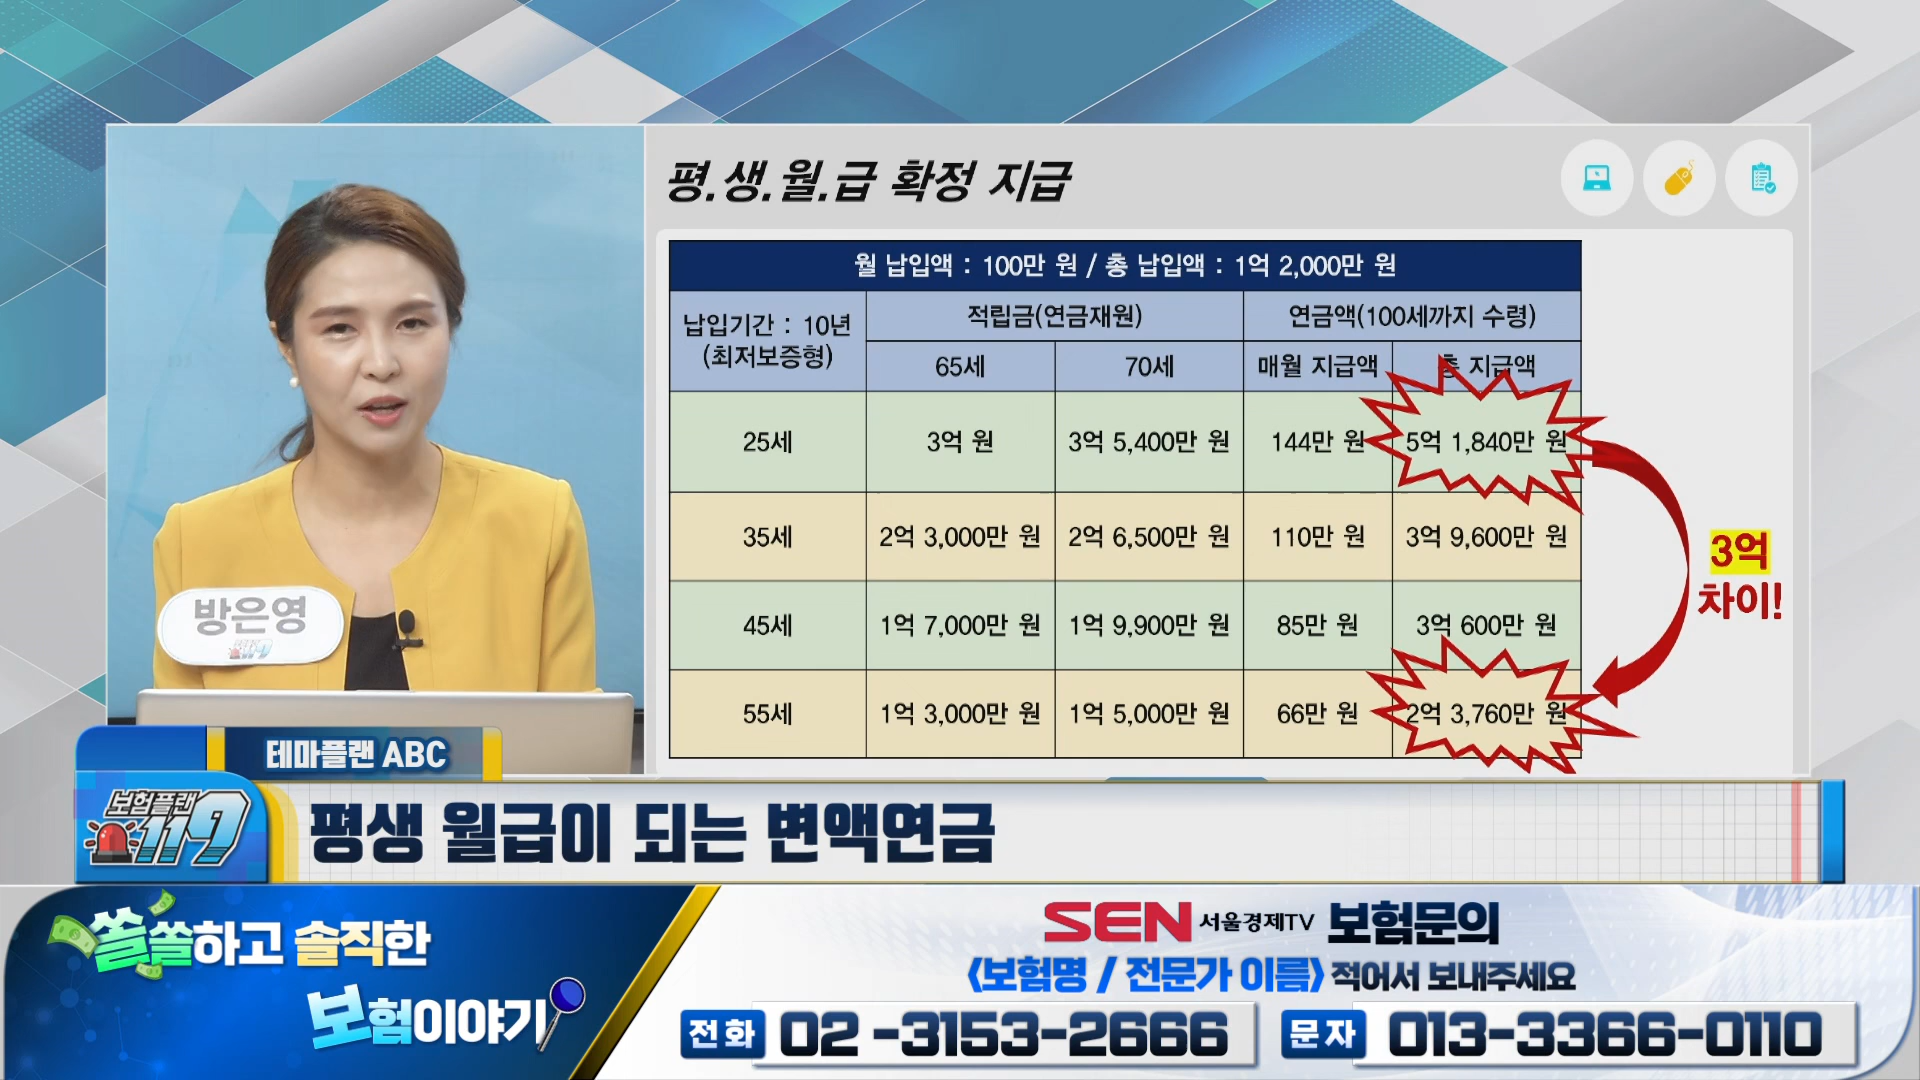 평.생.월.급 확정 지급
월 납입액 : 100만 원 / 총 납입액 : 1억 2,000만 원
납입기간 : 10년
(최저보증형)
적립금(연금재원)
연금액(100세까지 수령)
65세
70세
매월 지급액
총 지급액
25세
3억 원
3억 5,400만 원
144만 원
5억 1,840만 원
35세
2억 3,000만 원
2억 6,500만 원
110만 원
3억 9,600만 원
45세
1억 7,000만 원
1억 9,900만 원
85만 원
3억 600만 원
55세
1억 3,000만 원
1억 5,000만 원
66만 원
2억 3,760만 원
3억
차이!
방은영
119
테마플랜 ABC
보험플랜
119
평생 월급이 되는 변액연금
쏠쏠하고 솔직한
보험이야기
SEN 서울경제TV 보험문의
<보험명 / 전문가 이름> 적어서 보내주세요
전화 02-3153-2666
문자 013-3366-0110